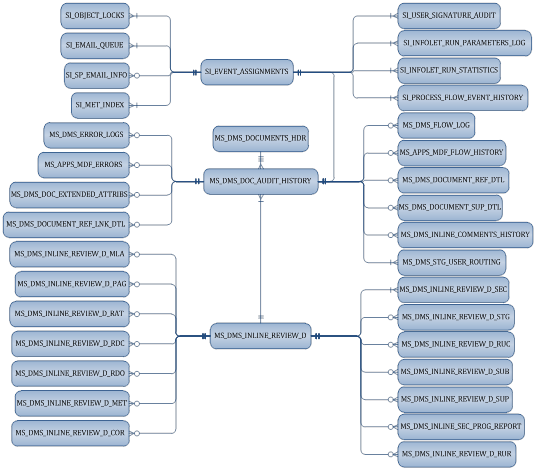 SI_OBJECT_LOCKS
SI_EMAIL_QUEUE
SI_SP_EMAIL_INFO
SI_MET_INDEX
MS_DMS_ERROR_LOGS
MS_APPS_MDF_ERRORS
MS_DMS_DOC_EXTENDED_ATTRIBS
MS_DMS_DOCUMENT_REF_LNK_DTL
MS_DMS_INLINE_REVIEW_D_MLA
MS_DMS_INLINE_REVIEW_D_PAG
MS_DMS_INLINE_REVIEW_D_RAT
MS_DMS_INLINE_REVIEW_D_RDC
MS_DMS_INLINE_REVIEW_D_RDO
MS_DMS_INLINE_REVIEW_D_MET
MS_DMS_INLINE_REVIEW_D_COR
SI_EVENT_ASSIGNMENTS
MS_DMS_DOCUMENTS_HDR
MS_DMS_DOC_AUDIT_HISTORY
MS_DMS_INLINE_REVIEW_D
SI_USER_SIGNATURE_AUDIT
SI_INFOLET_RUN_PARAMETERS_LOG
SI_INFOLET_RUN_STATISTICS
SI_PROCESS_FLOW_EVENT_HISTORY
MS_DMS_FLOW_LOG
MS_APPS_MDF_FLOW_HISTORY
MS_DMS_DOCUMENT_REF_DTL
MS_DMS_DOCUMENT_SUP_DTL
MS_DMS_INLINE_COMMENTS_HISTORY
MS_DMS_STG_USER_ROUTING
MS_DMS_INLINE_REVIEW_D_SEC
MS_DMS_INLINE_REVIEW_D_STG
MS_DMS_INLINE_REVIEW_D_RUC
MS_DMS_INLINE_REVIEW_D_SUB
MS_DMS_INLINE_REVIEW_D_SUP
MS_DMS_INLINE_SEC_PROG_REPORT
MS_DMS_INLINE_REVIEW_D_RUR